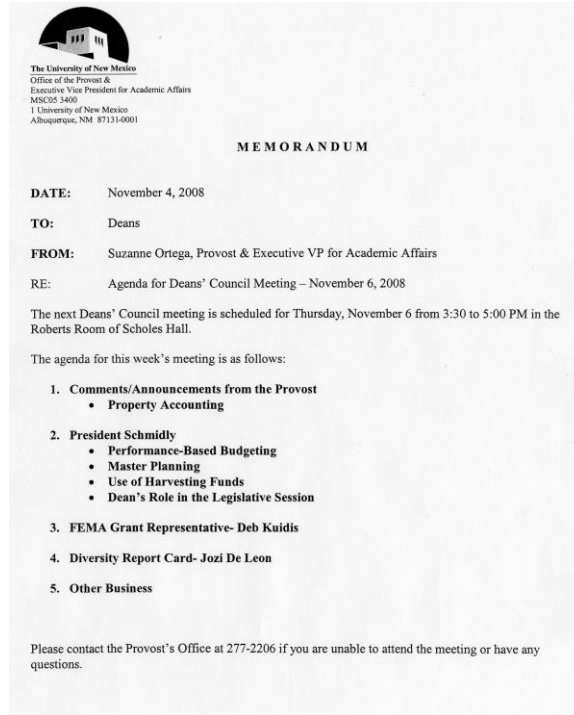 The University of New Mexico
Office of the Provost &
Executive Vice President for Academic Affairs
MSC05 3400
1 University of New Mexico
Albuquerque, NM 87131-0001
MEMORANDUM
DATE: November 4, 2008
TO: Deans
FROM: Suzanne Ortega, Provost & Executive VP for Academic Affairs
RE: Agenda for Deans' Council Meeting – November 6, 2008
The next Deans' Council meeting is scheduled for Thursday, November 6 from 3:30 to 5:00 PM in the
Roberts Room of Scholes Hall.
The agenda for this week's meeting is as follows:
1. Comments/Announcements from the Provost
• Property Accounting
2. President Schmidly
• Performance-Based Budgeting
• Master Planning
• Use of Harvesting Funds
• Dean's Role in the Legislative Session
3. FEMA Grant Representative- Deb Kuidis
4. Diversity Report Card- Jozi De Leon
5. Other Business
Please contact the Provost's Office at 277-2206 if you are unable to attend the meeting or have any
questions.